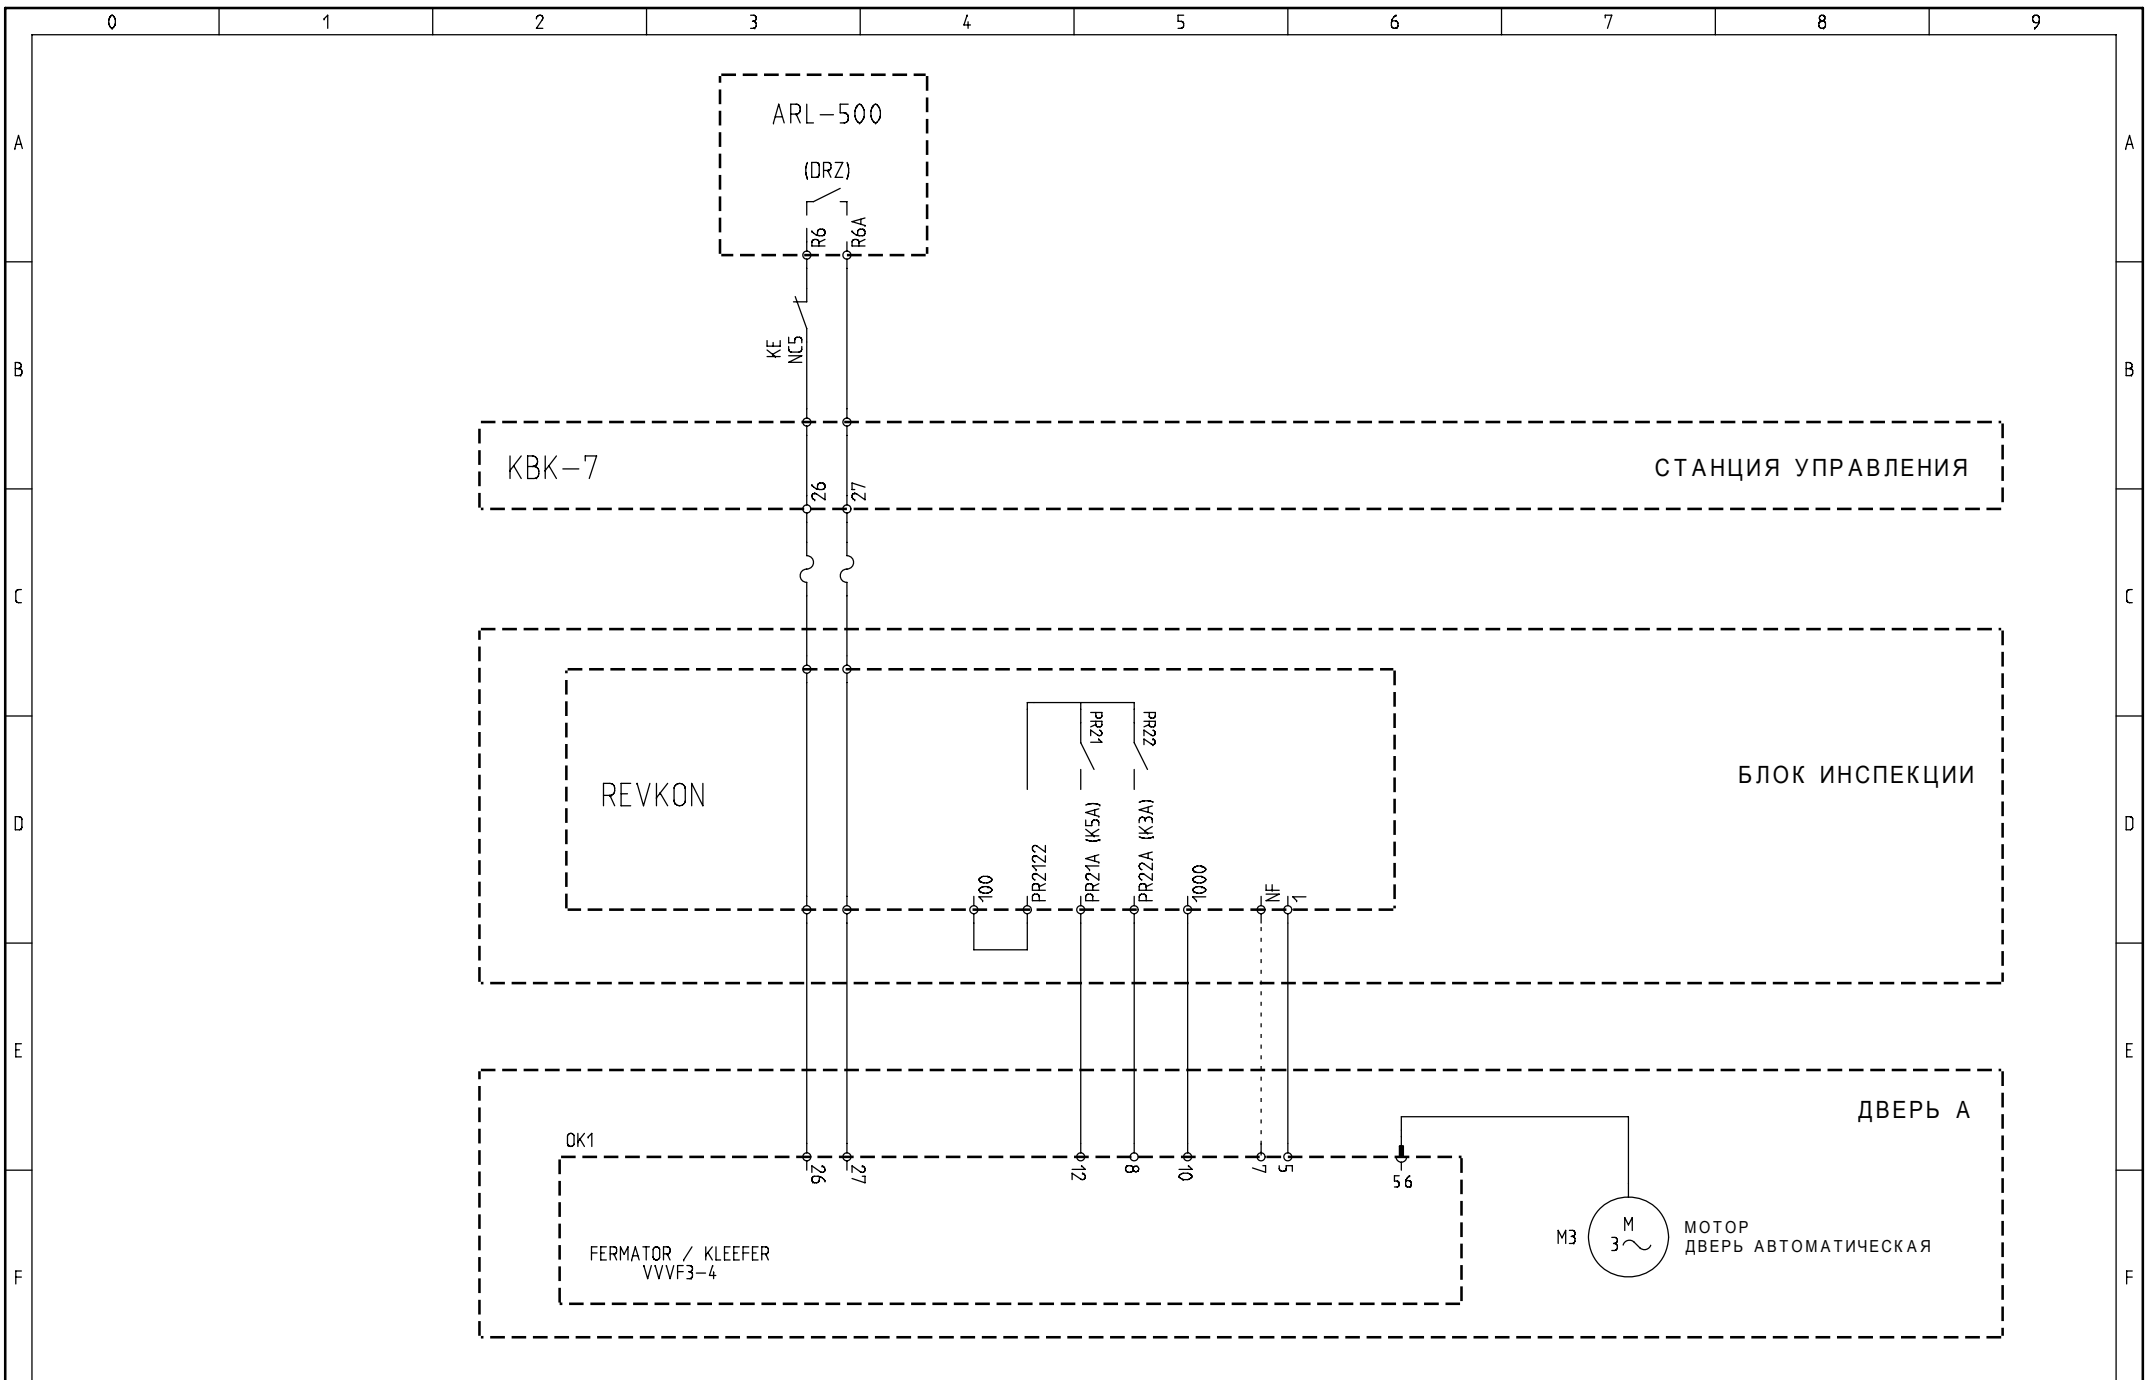 0 1 2 3 4 5 6 7 8 9
A A
ARL-500
(DRZ)
R6 R6A
KE
NC5
B B
KBK-7 СТАНЦИЯ УПРАВЛЕНИЯ
26 27
C C
PR21 PR22
REVKON БЛОК ИНСПЕКЦИИ
D D
100 PR2122 PR21A (K5A) PR22A (K3A) 1000 NF 1
E E
ДВЕРЬ А
OK1
26 27 12 8 10 7 5 56
M3 M
3~
МОТОР
ДВЕРЬ АВТОМАТИЧЕСКАЯ
FERMATOR / KLEEFER
VVVF3-4
F F